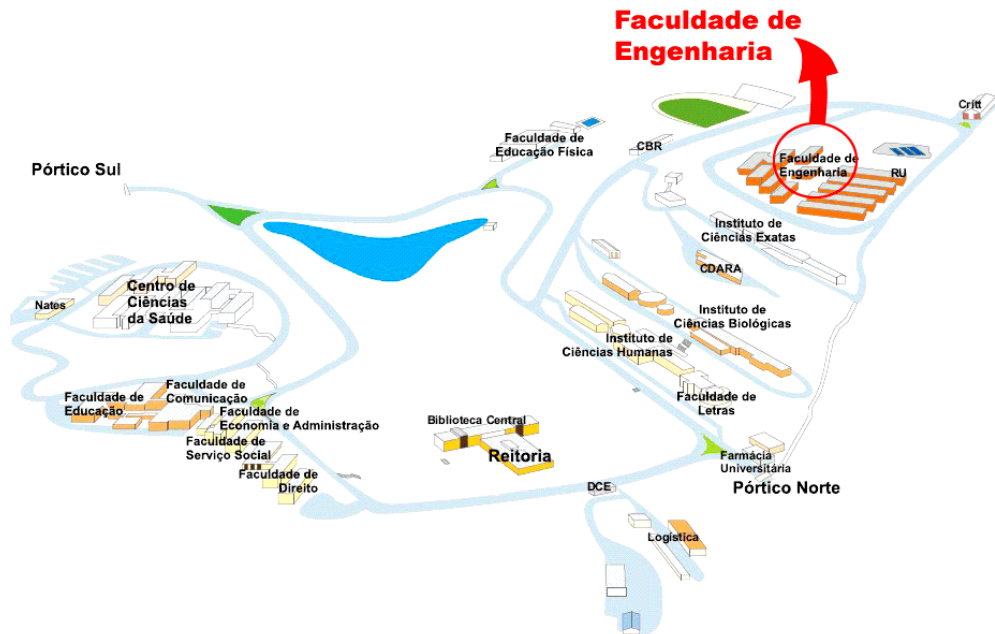 Faculdade de
Engenharia
Crítt
Faculdade de
Educação Física
CBR
Faculdade de
Engenharia
RU
Pórtico Sul
Instituto de
Ciências Exatas
CDARA
Centro de
Ciências
da Saúde
Nates
Instituto de
Ciências Biológicas
Instituto de
Ciências Humanas
Faculdade de
Comunicação
Faculdade de
Educação
Faculdade de
Letras
Faculdade de
Economia e Administração
Biblioteca Central
Faculdade de
Serviço Social
Reitoria
Farmácia
Universitária
Faculdade de
Direito
DCE
Pórtico Norte
Logística